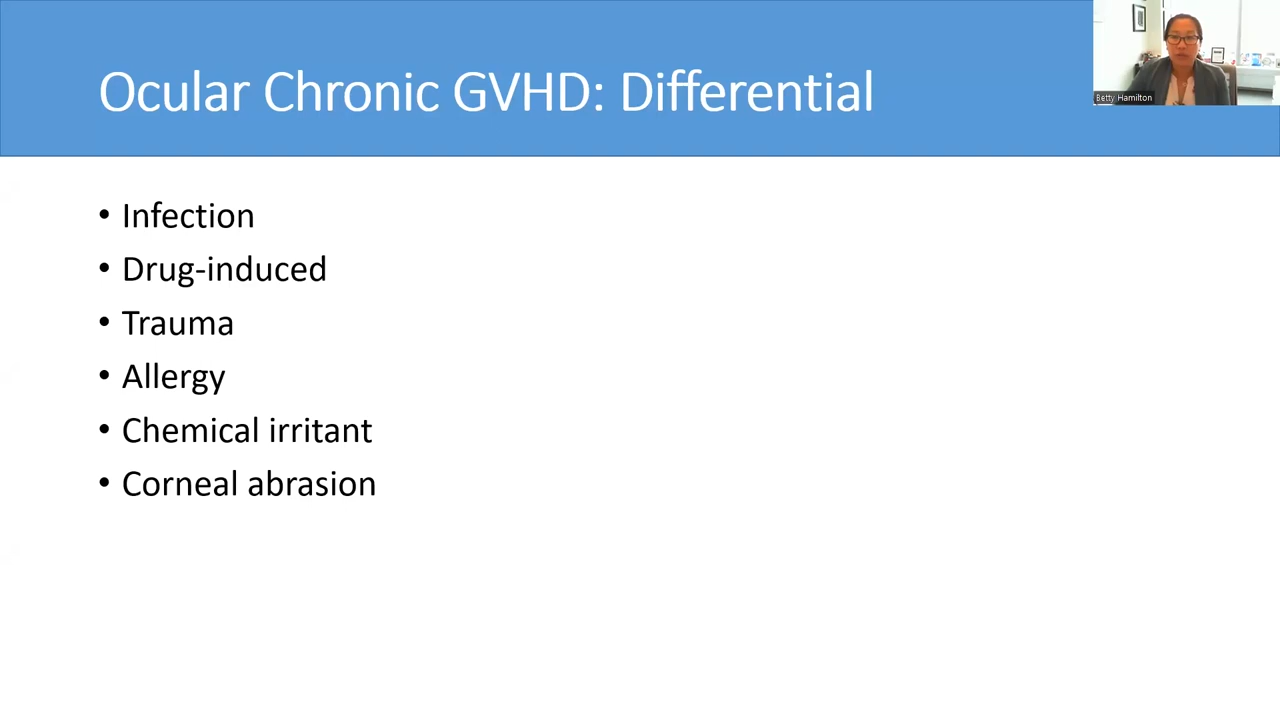 Ocular Chronic GVHD: Differential
Betty Hamilton
• Infection
• Drug-induced
• Trauma
• Allergy
• Chemical irritant
• Corneal abrasion